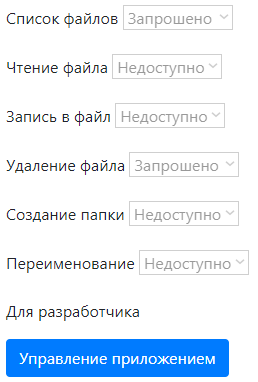 Список файлов Запрошено
Чтение файла Недоступно
Запись в файл Недоступно
Удаление файла Запрошено
Создание папки Недоступно
Переименование Недоступно
Для разработчика
Управление приложением